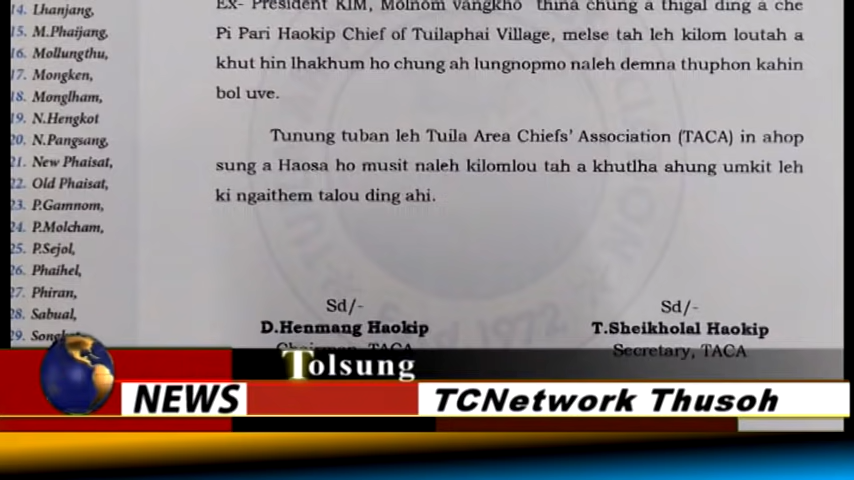 14. Lhanjang,
15. M.Phaijang,
16. Mollungthu,
17. Mongken,
18. Monglham,
19. N.Hengkot
20. N.Pangsang,
21. New Phaisat,
22. Old Phaisat,
23. P.Gamnom,
24. P.Molcham,
25. P.Sejol,
26. Phaihel,
27. Phiran,
28. Sabual,
29.
Ex- President KIM, Molnom vangkho thina chung a thigal ding a che
Pi Pari Haokip Chief of Tuilaphai Village, melse tah leh kilom loutah a
khut hin lhakhum ho chung ah lungnopmo naleh demna thuphon kahin
bol uve.
Tunung tuban leh Tuila Area Chiefs' Association (TACA) in ahop
sung a Haosa ho musit naleh kilomlou tah a khutlha ahung umkit leh
ki ngaithem talou ding ahi.
Sd/-
D.Henmang Haokip
Chairman, TACA
Sd/-
T.Sheikholal Haokip
Secretary, TACA
1972
Tolsung
NEWS
TCNetwork Thusoh